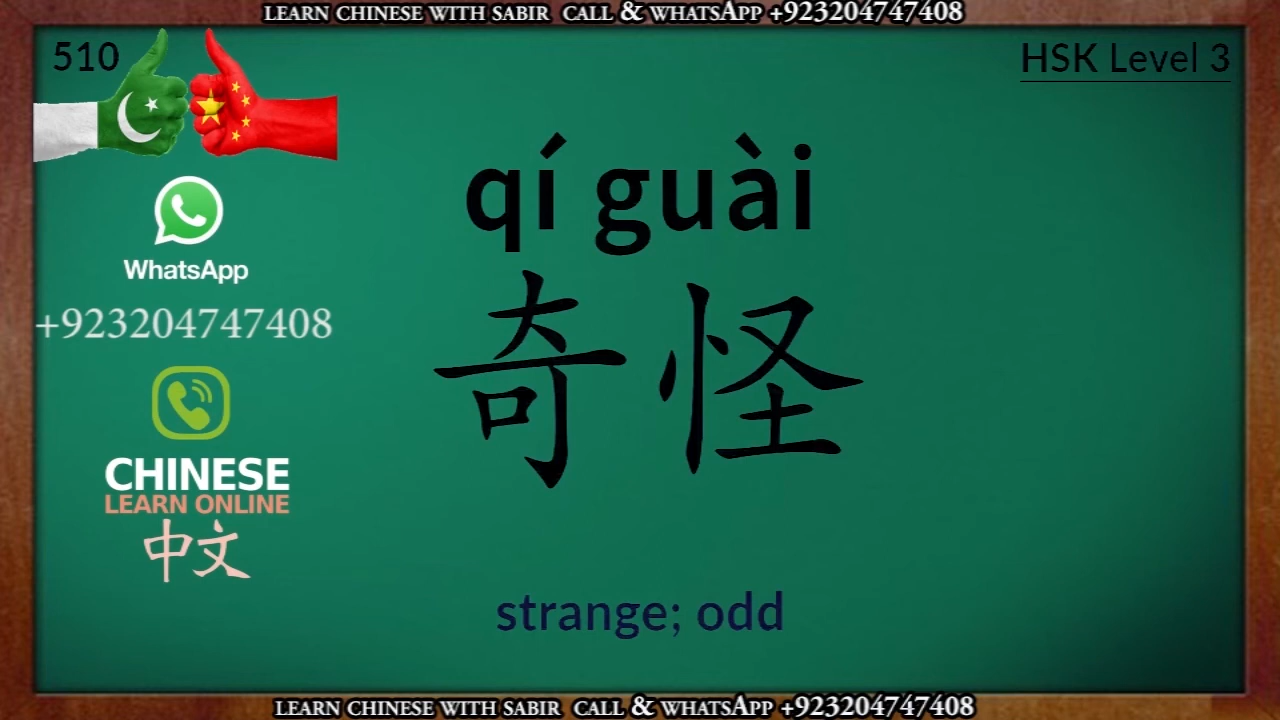 LEARN CHINESE WITH SABIR CALL & WHATSAPP +923204747408
510
HSK Level 3
qí guài
奇怪
WhatsApp
+923204747408
CHINESE
LEARN ONLINE
中文
strange; odd
LEARN CHINESE WITH SABIR CALL & WHATSAPP +923204747408